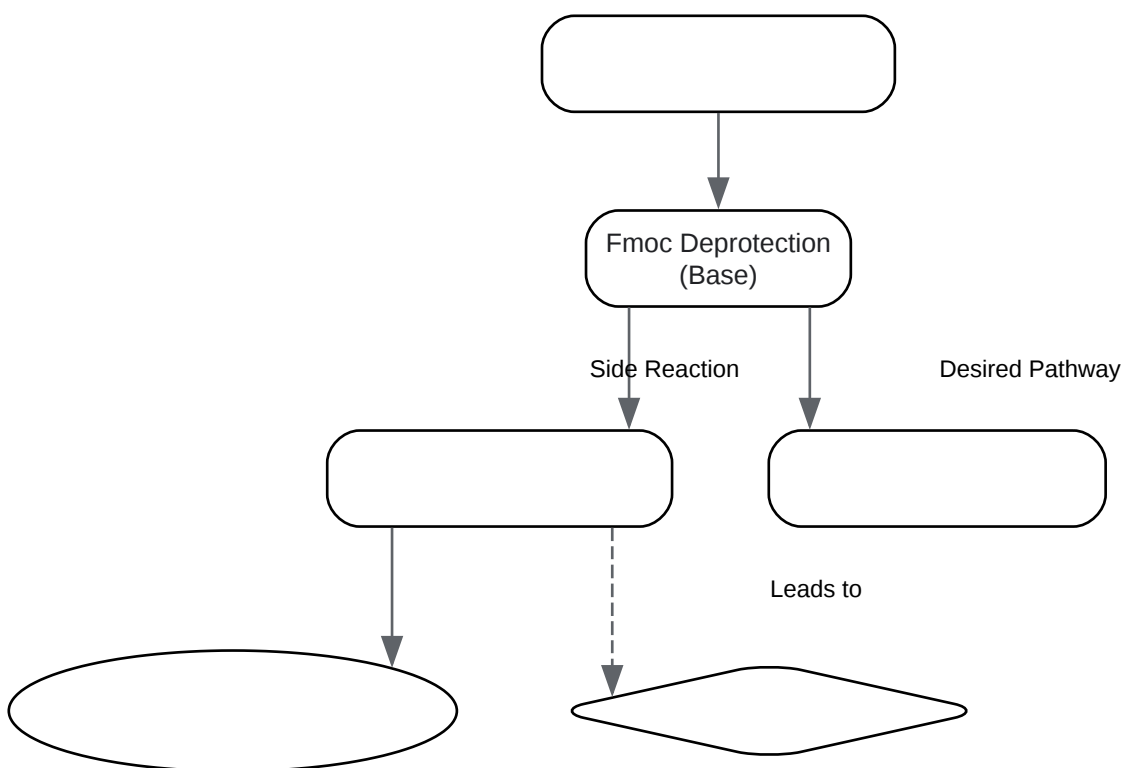 Fmoc Deprotection
(Base)
Side Reaction
Desired Pathway
Leads to